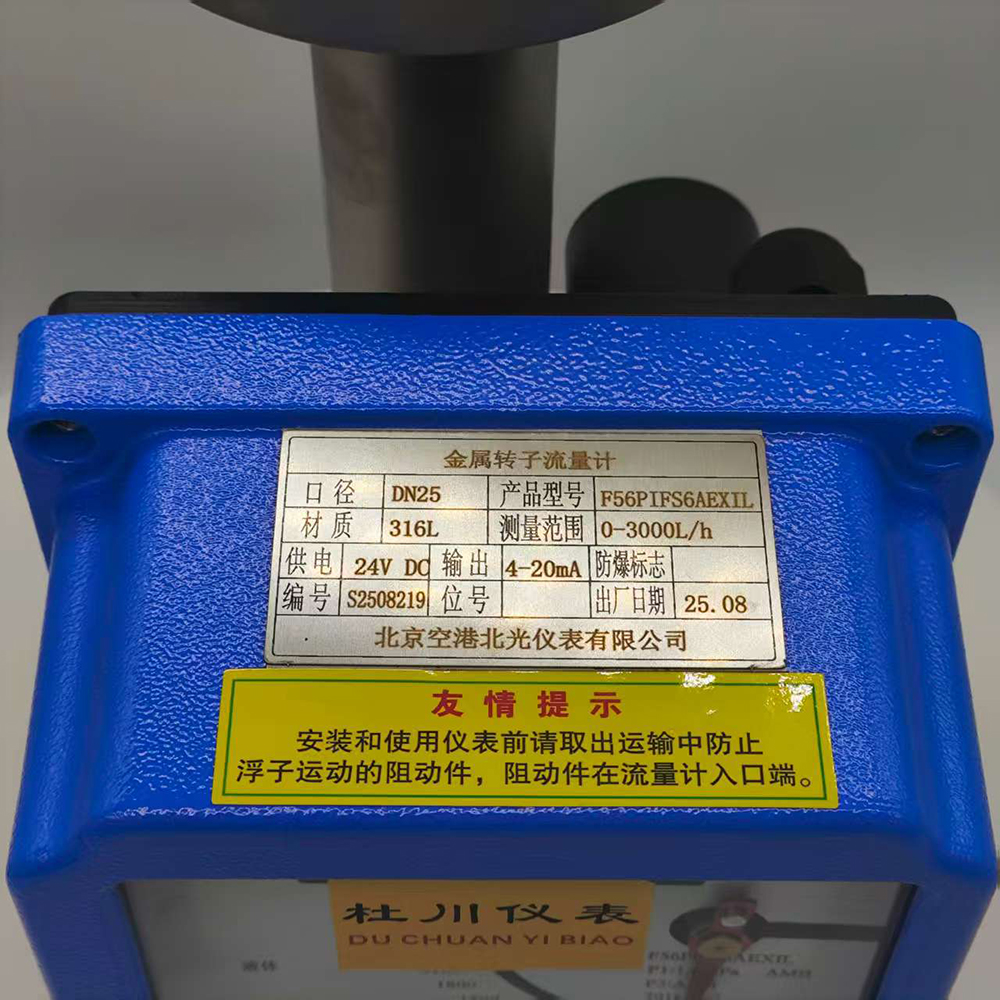 金属转子流量计
口径 DN25 产品型号 F56PIFS6AEXIL
材质 316L 测量范围 0-3000L/h
供电 24V DC 输出 4-20mA 防爆标志
编号 S2508219 位号 出厂日期 25.08
北京空港北光仪表有限公司
友情提示
安装和使用仪表前请取出运输中防止
浮子运动的阻动件，阻动件在流量计入口端。
杜川仪表
DU CHUAN YI BIAO
液体
1800